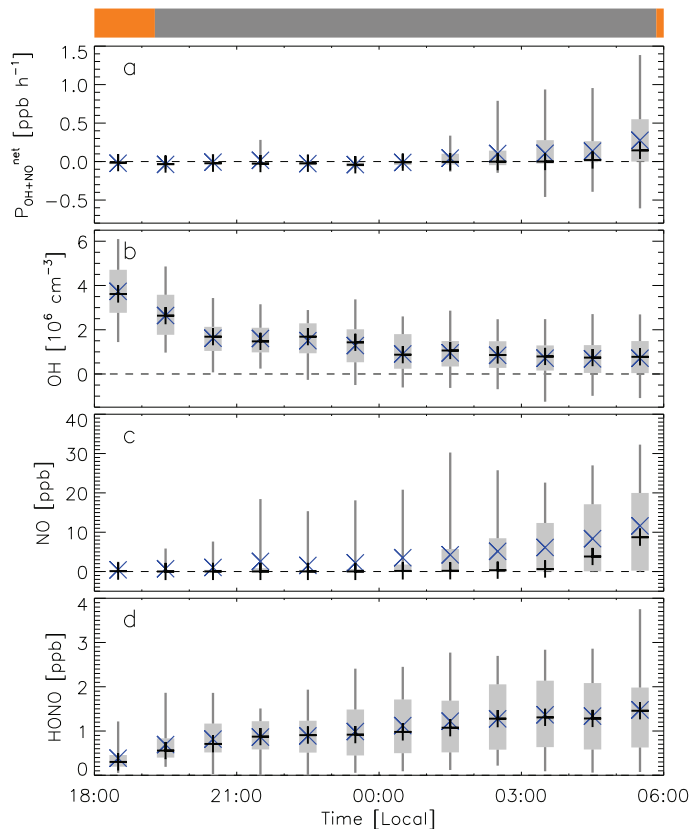 1.5
1.0
0.5
0.0
−0.5
P_OH+NO^net [ppb h⁻¹]
a
6
4
2
0
OH [10⁶ cm⁻³]
b
40
30
20
10
0
NO [ppb]
c
4
3
2
1
0
HONO [ppb]
d
18:00 21:00 00:00 03:00 06:00
Time [Local]